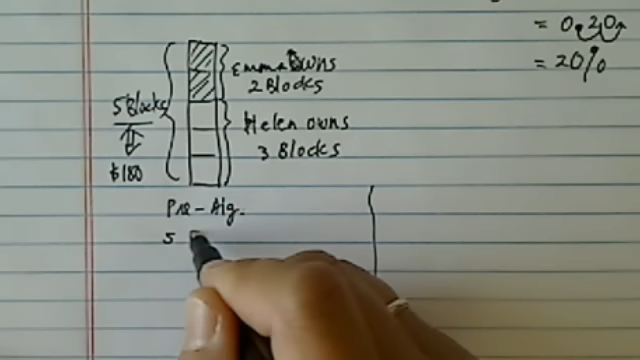 = 0.20
= 20%
Emma owns
2 Blocks
5 Blocks
Helen owns
3 Blocks
$180
Pre-Alg.
5